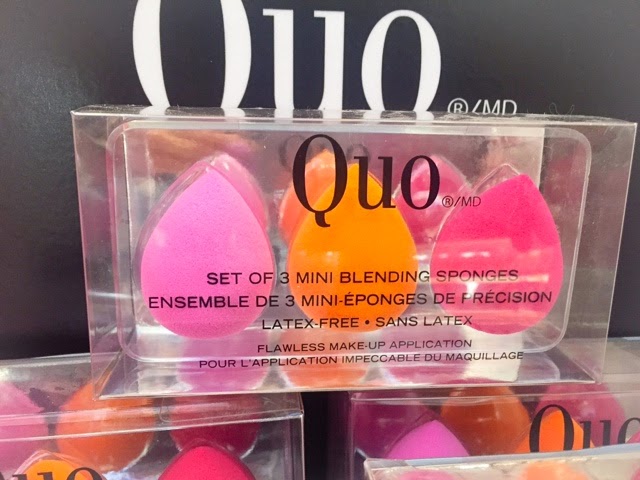 Quo ®/MD
Quo ®/MD
SET OF 3 MINI BLENDING SPONGES
ENSEMBLE DE 3 MINI-ÉPONGES DE PRÉCISION
LATEX-FREE • SANS LATEX
FLAWLESS MAKE-UP APPLICATION
POUR L'APPLICATION IMPECCABLE DU MAQUILLAGE
Quo
Quo